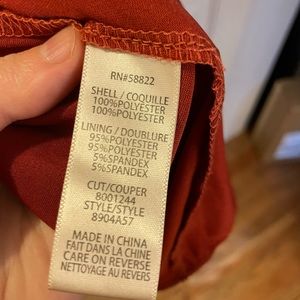 RN#58822
SHELL / COQUILLE
100%POLYESTER
100%POLYESTER
LINING / DOUBLURE
95%POLYESTER
95%POLYESTER
5%SPANDEX
5%SPANDEX
CUT/COUPER
8001244
STYLE/STYLE
8904A57
MADE IN CHINA
FAIT DANS LA CHINE
CARE ON REVERSE
NETTOYAGE AU REVERS